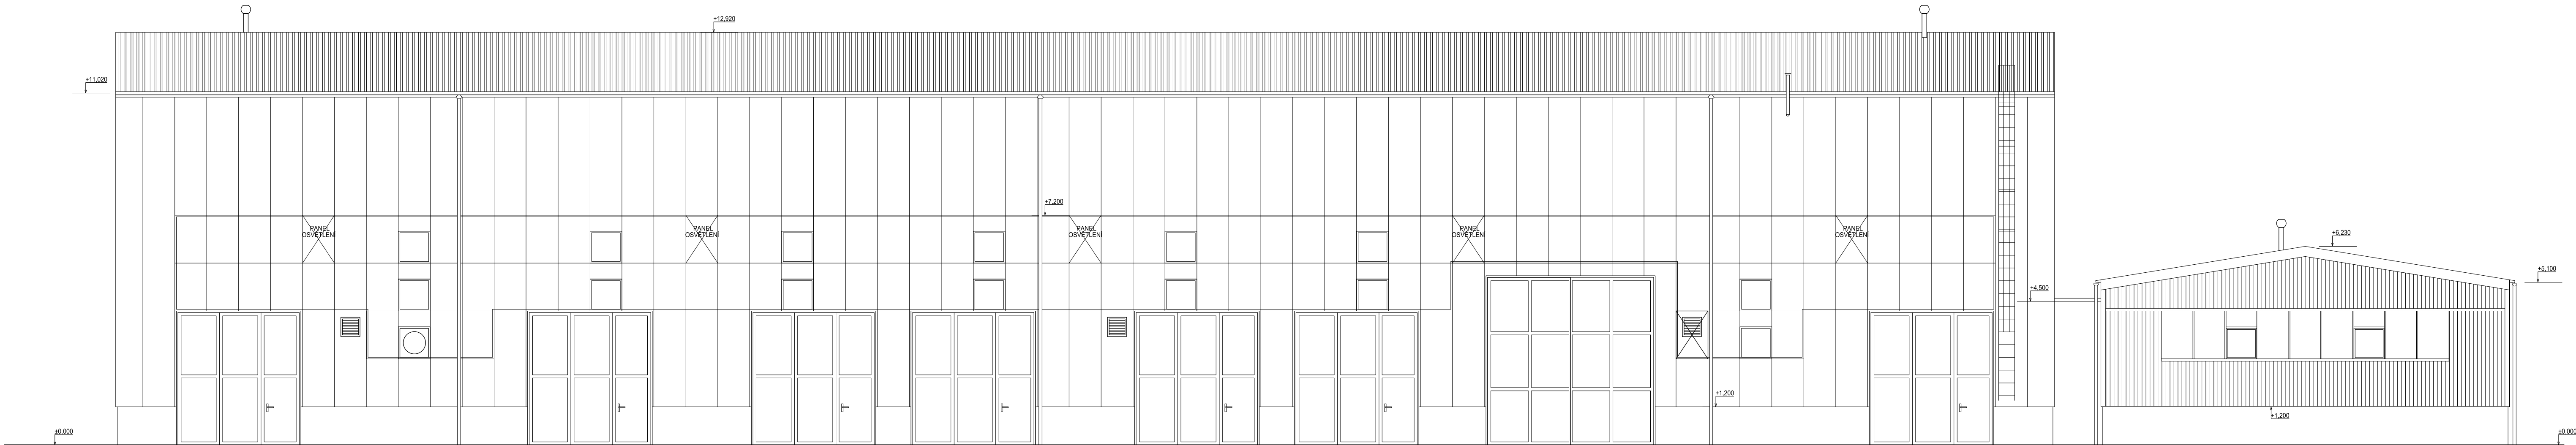 +12,920
+11,020
+7,200
PANEL
OSVĚTLENÍ
PANEL
OSVĚTLENÍ
PANEL
OSVĚTLENÍ
PANEL
OSVĚTLENÍ
PANEL
OSVĚTLENÍ
+6,230
+5,100
+4,500
+1,200
+1,200
±0,000
±0,000